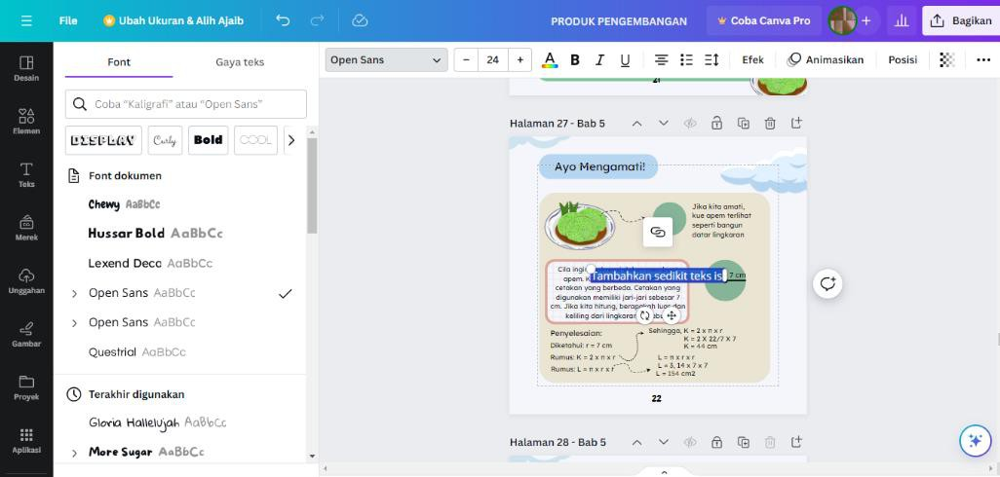 File
Ubah Ukuran & Alih Ajaib
PRODUK PENGEMBANGAN
Coba Canva Pro
Bagikan
Desain
Elemen
Teks
Merek
Unggahan
Gambar
Proyek
Aplikasi
Font
Gaya teks
Coba “Kaligrafi” atau “Open Sans”
DISPLAY
Curly
Bold
COOL
Font dokumen
Chewy AaBbCc
Hussar Bold AaBbCc
Lexend Deca AaBbCc
Open Sans AaBbCc
Open Sans AaBbCc
Questrial AaBbCc
Terakhir digunakan
Gloria Hallelujah AaBbCc
More Sugar AaBbCc
Open Sans
– 24 +
A B I U
Efek
Animasikan
Posisi
21
Halaman 27 - Bab 5
Ayo Mengamati!
Jika kita amati,
kue apem terlihat
seperti bangun
datar lingkaran
Cila
apem.
Tambahkan sedikit teks isi
7 cm
cetakan yang berbeda. Cetakan yang
digunakan memiliki jari-jari sebesar 7
cm. Jika kita hitung, berapakah luas dan
keliling dari lingkaran
Penyelesaian:
Diketahui: r = 7 cm
Rumus: K = 2 x π x r
Rumus: L = π x r x r
Sehingga, K = 2 x π x r
K = 2 X 22/7 X 7
K = 44 cm
L = π x r x r
L = 3, 14 x 7 x 7
L = 154 cm2
22
Halaman 28 - Bab 5